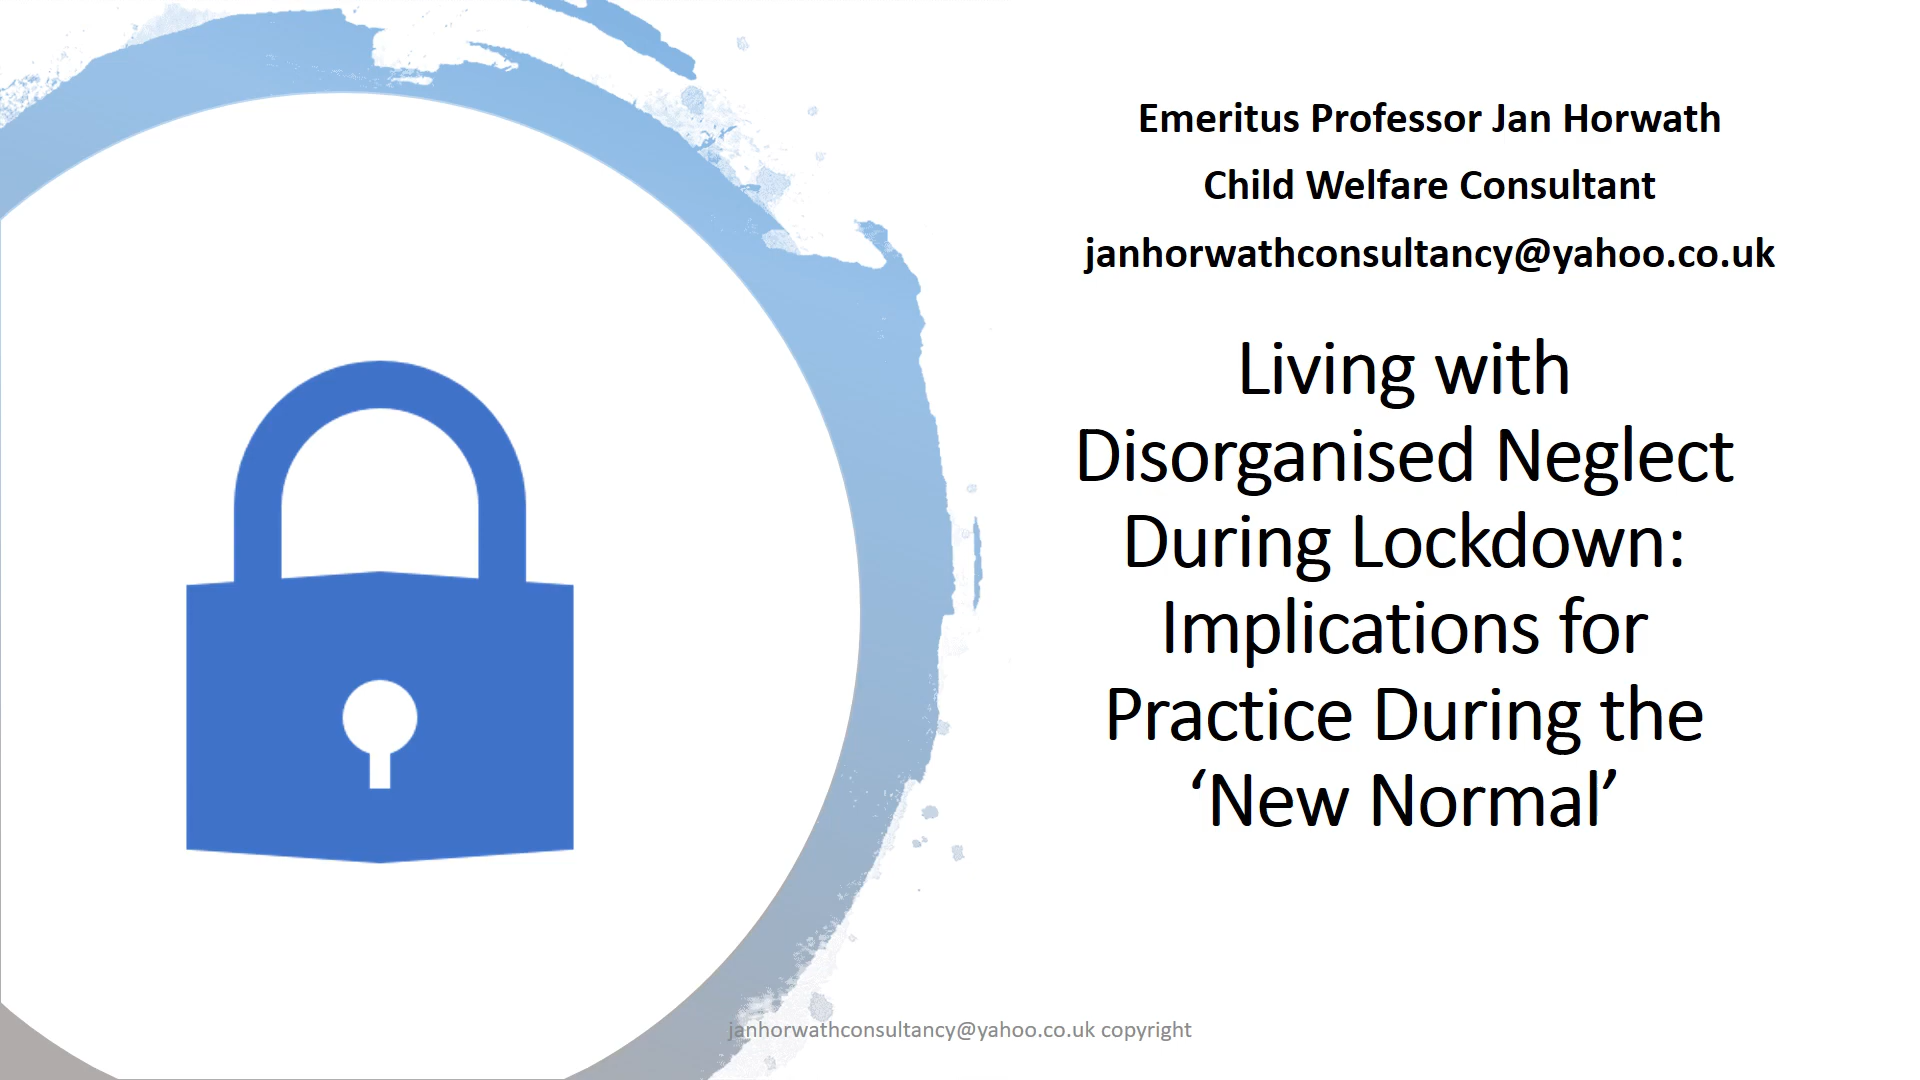 Emeritus Professor Jan Horwath
Child Welfare Consultant
janhorwathconsultancy@yahoo.co.uk
Living with
Disorganised Neglect
During Lockdown:
Implications for
Practice During the
‘New Normal’
janhorwathconsultancy@yahoo.co.uk copyright